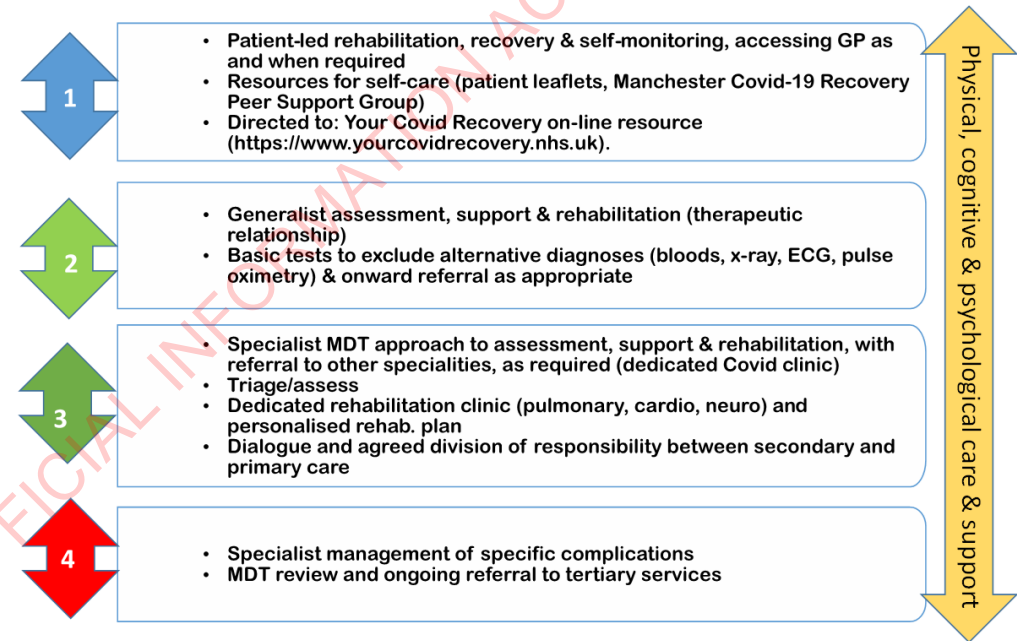 1
• Patient-led rehabilitation, recovery & self-monitoring, accessing GP as
and when required
• Resources for self-care (patient leaflets, Manchester Covid-19 Recovery
Peer Support Group)
• Directed to: Your Covid Recovery on-line resource
(https://www.yourcovidrecovery.nhs.uk).
2
• Generalist assessment, support & rehabilitation (therapeutic
relationship)
• Basic tests to exclude alternative diagnoses (bloods, x-ray, ECG, pulse
oximetry) & onward referral as appropriate
3
• Specialist MDT approach to assessment, support & rehabilitation, with
referral to other specialities, as required (dedicated Covid clinic)
• Triage/assess
• Dedicated rehabilitation clinic (pulmonary, cardio, neuro) and
personalised rehab. plan
• Dialogue and agreed division of responsibility between secondary and
primary care
4
• Specialist management of specific complications
• MDT review and ongoing referral to tertiary services
Physical, cognitive & psychological care & support
INFORMATION